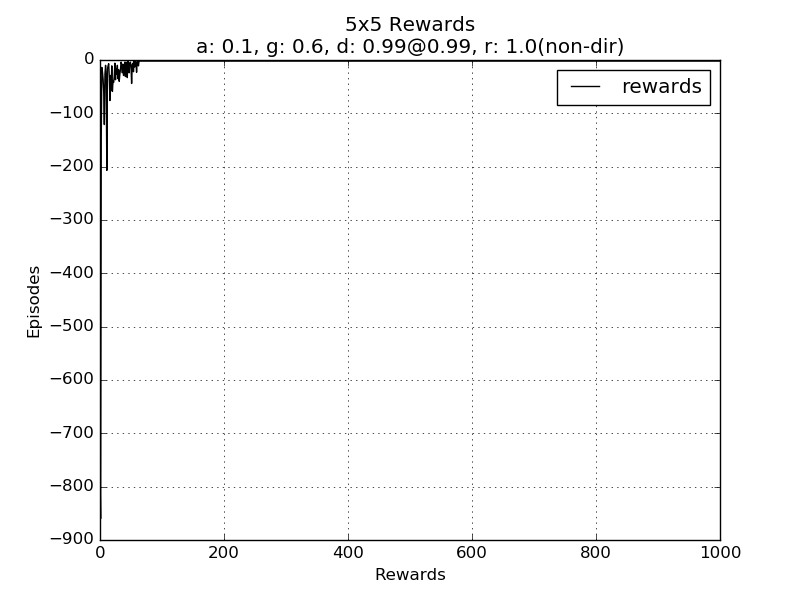 5x5 Rewards
a: 0.1, g: 0.6, d: 0.99@0.99, r: 1.0(non-dir)
rewards
0
−100
−200
−300
−400
−500
−600
−700
−800
−900
Episodes
0 200 400 600 800 1000
Rewards